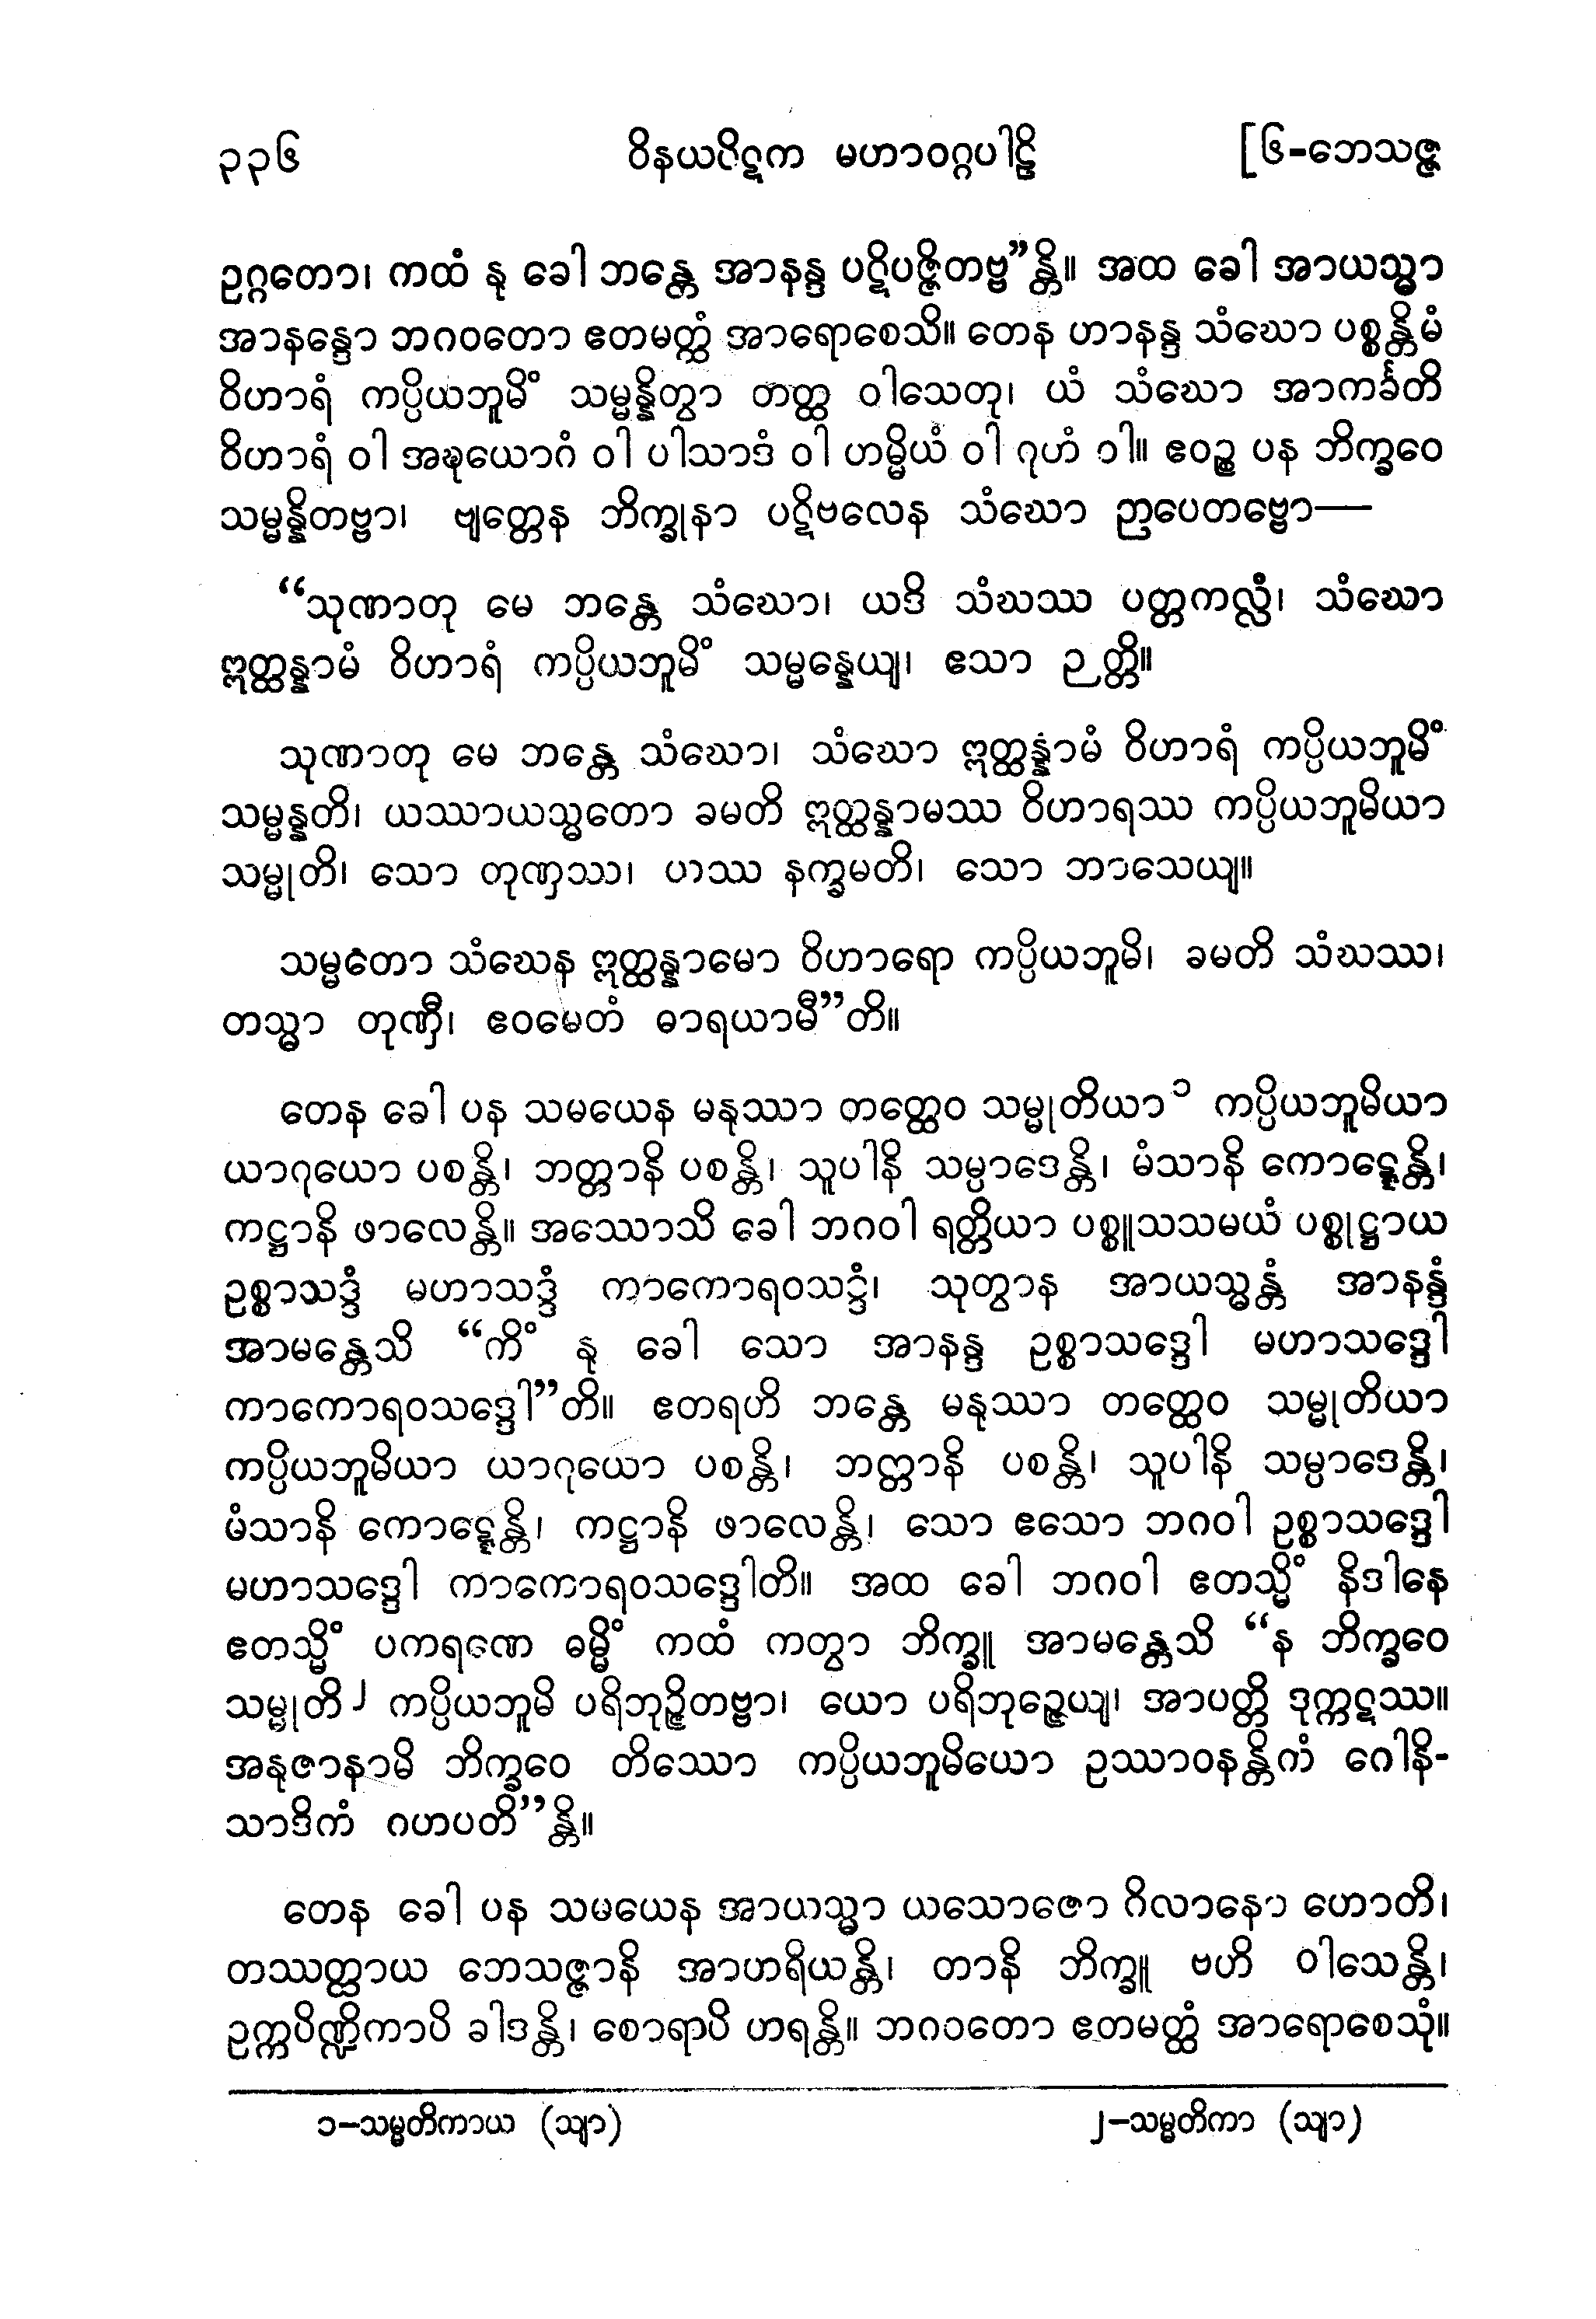 ၃၃၆ ဝိနယပိဋက မဟာဝဂ္ဂပါဠိ [၆-ဘေသဇ္ဇ
ဥဂ္ဂတော၊ ကထံ နု ခေါ ဘန္တေ အာနန္ဒ ပဋိပဇ္ဇိတဗ္ဗ”န္တိ။ အထ ခေါ အာယသ္မာ
အာနန္ဒော ဘဂဝတော ဧတမတ္ထံ အာရောစေသိ။ တေန ဟာနန္ဒ သံဃော ပစ္စန္တိမံ
ဝိဟာရံ ကပ္ပိယဘူမိံ သမ္မန္နိတွာ တတ္ထ ဝါသေတု၊ ယံ သံဃော အာကင်္ခတိ
ဝိဟာရံ ဝါ အဍ္ဎယောဂံ ဝါ ပါသာဒံ ဝါ ဟမ္မိယံ ဝါ ဂုဟံ ဝါ။ ဧဝဉ္စ ပန ဘိက္ခဝေ
သမ္မန္နိတဗ္ဗာ၊ ဗျတ္တေန ဘိက္ခုနာ ပဋိဗလေန သံဃော ဉာပေတဗ္ဗော—
“သုဏာတု မေ ဘန္တေ သံဃော၊ ယဒိ သံဃဿ ပတ္တကလ္လံ၊ သံဃော
ဣတ္ထန္နာမံ ဝိဟာရံ ကပ္ပိယဘူမိံ သမ္မန္နေယျ၊ ဧသာ ဉတ္တိ။
သုဏာတု မေ ဘန္တေ သံဃော၊ သံဃော ဣတ္ထန္နာမံ ဝိဟာရံ ကပ္ပိယဘူမိံ
သမ္မန္နတိ၊ ယဿာယသ္မတော ခမတိ ဣတ္ထန္နာမဿ ဝိဟာရဿ ကပ္ပိယဘူမိယာ
သမ္မုတိ၊ သော တုဏှဿ၊ ယဿ နက္ခမတိ၊ သော ဘာသေယျ။
သမ္မတော သံဃေန ဣတ္ထန္နာမော ဝိဟာရော ကပ္ပိယဘူမိ၊ ခမတိ သံဃဿ၊
တသ္မာ တုဏှီ၊ ဧဝမေတံ ဓာရယာမီ”တိ။
တေန ခေါ ပန သမယေန မနုဿာ တတ္ထေဝ သမ္မုတိယာ၁ ကပ္ပိယဘူမိယာ
ယာဂုယော ပစန္တိ၊ ဘတ္တာနိ ပစန္တိ၊ သူပါနိ သမ္ပာဒေန္တိ၊ မံသာနိ ကောဋ္ဋေန္တိ၊
ကဋ္ဌာနိ ဖာလေန္တိ။ အဿောသိ ခေါ ဘဂဝါ ရတ္တိယာ ပစ္စူသသမယံ ပစ္စုဋ္ဌာယ
ဥစ္စာသဒ္ဒံ မဟာသဒ္ဒံ ကာကောရဝသဒ္ဒံ၊ သုတွာန အာယသ္မန္တံ အာနန္ဒံ
အာမန္တေသိ “ကိံ နု ခေါ သော အာနန္ဒ ဥစ္စာသဒ္ဒေါ မဟာသဒ္ဒေါ
ကာကောရဝသဒ္ဒေါ”တိ။ ဧတရဟိ ဘန္တေ မနုဿာ တတ္ထေဝ သမ္မုတိယာ
ကပ္ပိယဘူမိယာ ယာဂုယော ပစန္တိ၊ ဘတ္တာနိ ပစန္တိ၊ သူပါနိ သမ္ပာဒေန္တိ၊
မံသာနိ ကောဋ္ဋေန္တိ၊ ကဋ္ဌာနိ ဖာလေန္တိ၊ သော ဧသော ဘဂဝါ ဥစ္စာသဒ္ဒေါ
မဟာသဒ္ဒေါ ကာကောရဝသဒ္ဒေါတိ။ အထ ခေါ ဘဂဝါ ဧတသ္မိံ နိဒါနေ
ဧတသ္မိံ ပကရဏေ ဓမ္မိံ ကထံ ကတွာ ဘိက္ခူ အာမန္တေသိ “န ဘိက္ခဝေ
သမ္မုတိ၂ ကပ္ပိယဘူမိ ပရိဘုဉ္ဇိတဗ္ဗာ၊ ယော ပရိဘုဉ္ဇေယျ၊ အာပတ္တိ ဒုက္ကဋဿ။
အနုဇာနာမိ ဘိက္ခဝေ တိဿော ကပ္ပိယဘူမိယော ဥဿာဝနန္တိကံ ဂေါနိ-
သာဒိကံ ဂဟပတိ”န္တိ။
တေန ခေါ ပန သမယေန အာယသ္မာ ယသောဇော ဂိလာနော ဟောတိ၊
တဿတ္ထာယ ဘေသဇ္ဇာနိ အာဟရိယန္တိ၊ တာနိ ဘိက္ခူ ဗဟိ ဝါသေန္တိ၊
ဥက္ကပိဏ္ဍိကာပိ ခါဒန္တိ၊ စောရာပိ ဟရန္တိ။ ဘဂဝတော ဧတမတ္ထံ အာရောစေသုံ။
၁-သမ္မတိကာယ (သျာ) ၂-သမ္မတိကာ (သျာ)